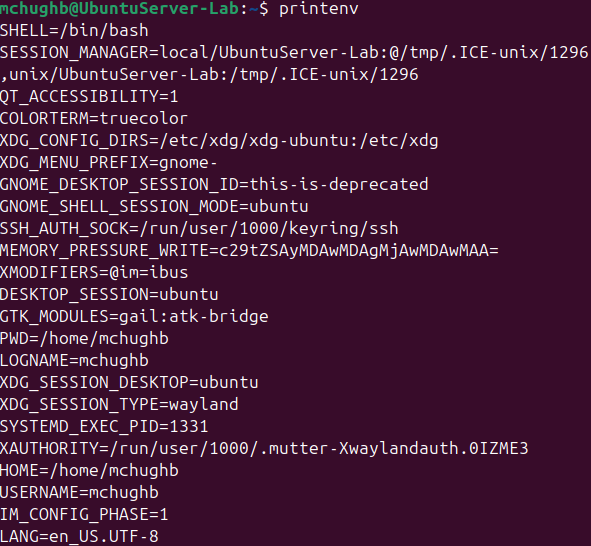 mchughb@UbuntuServer-Lab:~$ printenv
SHELL=/bin/bash
SESSION_MANAGER=local/UbuntuServer-Lab:@/tmp/.ICE-unix/1296
,unix/UbuntuServer-Lab:/tmp/.ICE-unix/1296
QT_ACCESSIBILITY=1
COLORTERM=truecolor
XDG_CONFIG_DIRS=/etc/xdg/xdg-ubuntu:/etc/xdg
XDG_MENU_PREFIX=gnome-
GNOME_DESKTOP_SESSION_ID=this-is-deprecated
GNOME_SHELL_SESSION_MODE=ubuntu
SSH_AUTH_SOCK=/run/user/1000/keyring/ssh
MEMORY_PRESSURE_WRITE=c29tZSAyMDAwMDAgMjAwMDAwMAA=
XMODIFIERS=@im=ibus
DESKTOP_SESSION=ubuntu
GTK_MODULES=gail:atk-bridge
PWD=/home/mchughb
LOGNAME=mchughb
XDG_SESSION_DESKTOP=ubuntu
XDG_SESSION_TYPE=wayland
SYSTEMD_EXEC_PID=1331
XAUTHORITY=/run/user/1000/.mutter-Xwaylandauth.0IZME3
HOME=/home/mchughb
USERNAME=mchughb
IM_CONFIG_PHASE=1
LANG=en_US.UTF-8